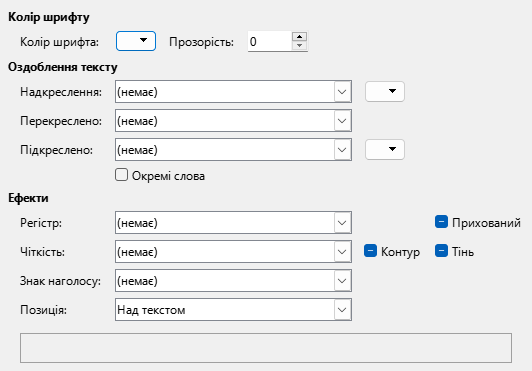 Колір шрифту
Колір шрифта: Прозорість: 0
Оздоблення тексту
Надкреслення: (немає)
Перекреслено: (немає)
Підкреслено: (немає)
Окремі слова
Ефекти
Регістр: (немає) Прихований
Чіткість: (немає) Контур Тінь
Знак наголосу: (немає)
Позиція: Над текстом